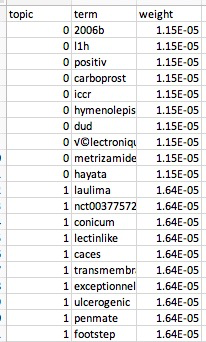 topic term weight
0 2006b 1.15E-05
0 l1h 1.15E-05
0 positiv 1.15E-05
0 carboprost 1.15E-05
0 iccr 1.15E-05
0 hymenolepis 1.15E-05
0 dud 1.15E-05
0 V©lectroniqu 1.15E-05
0 metrizamide 1.15E-05
0 hayata 1.15E-05
1 laulima 1.64E-05
1 nct00377572 1.64E-05
1 conicum 1.64E-05
1 lectinlike 1.64E-05
1 caces 1.64E-05
1 transmembra 1.64E-05
1 exceptionnel 1.64E-05
1 ulcerogenic 1.64E-05
1 penmate 1.64E-05
1 footstep 1.64E-05